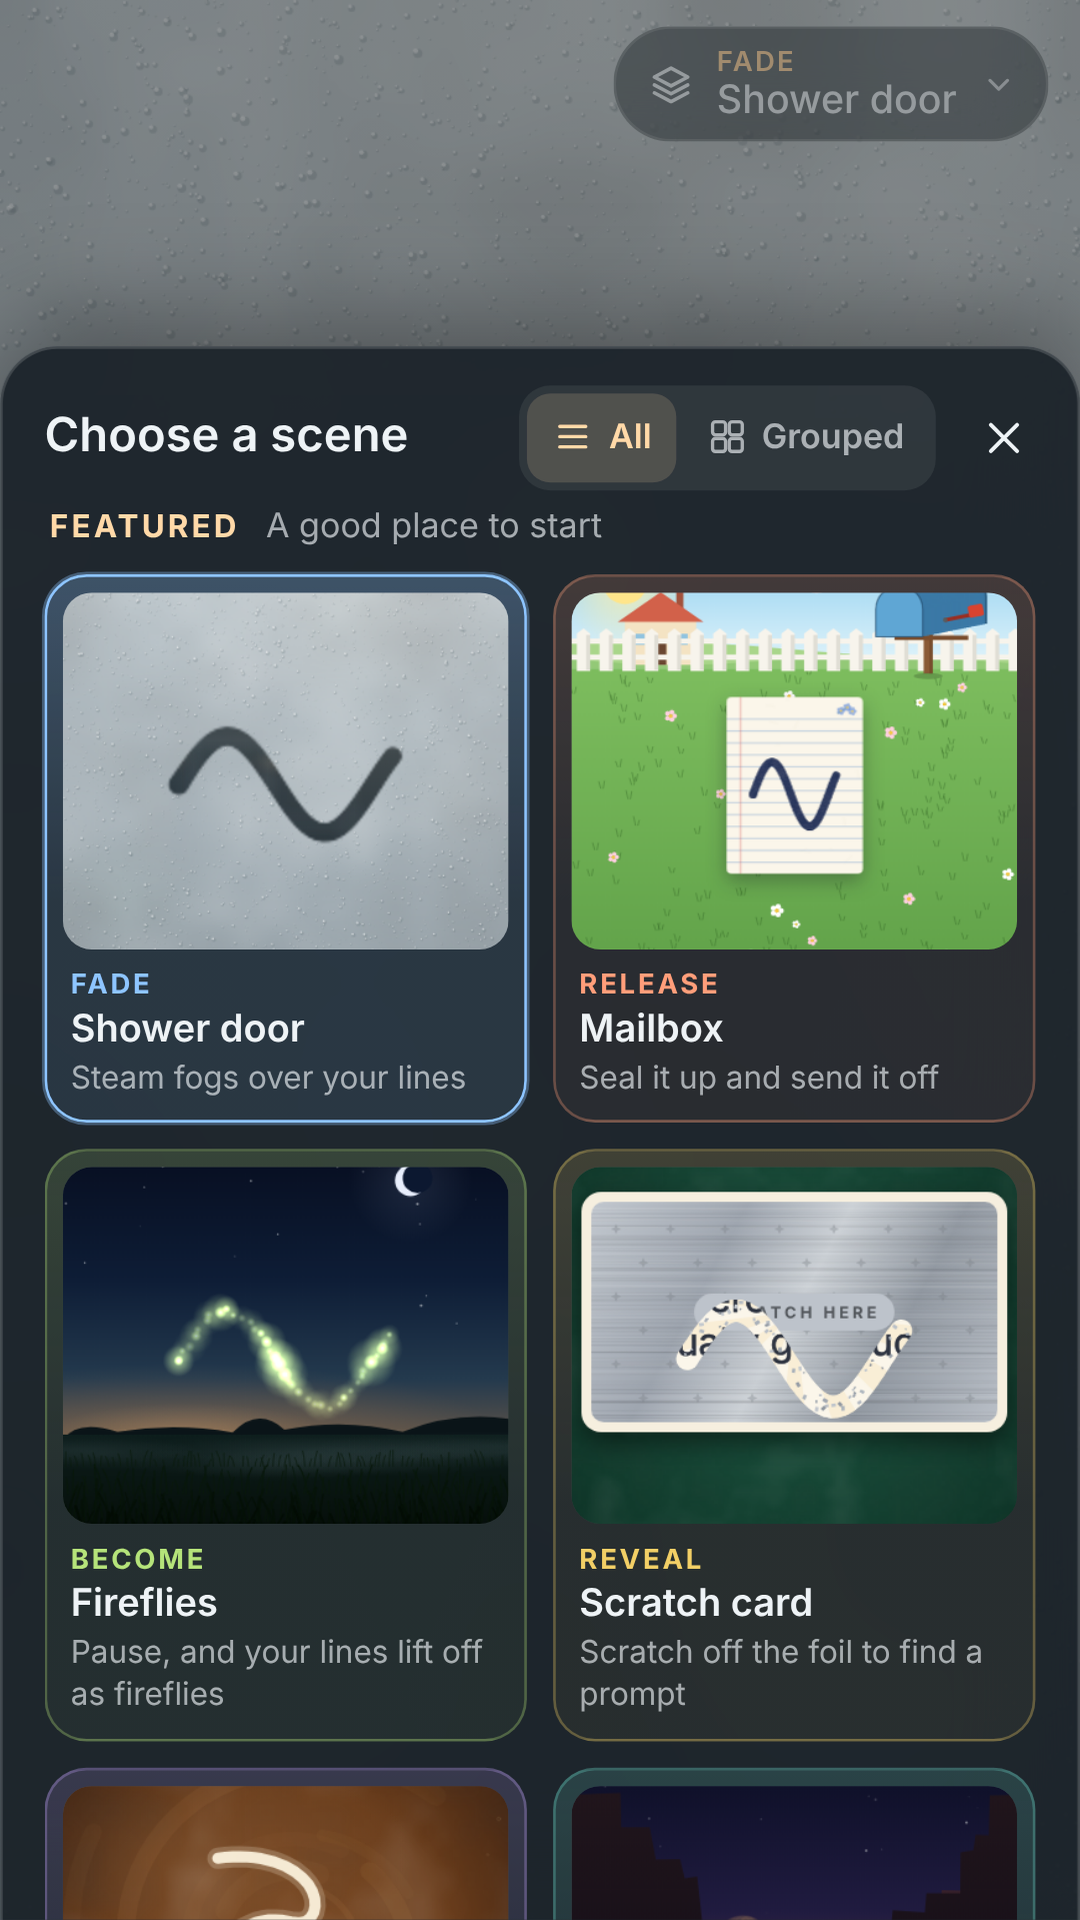 FADE
Shower door
Choose a scene
All
Grouped
FEATURED A good place to start
FADE
Shower door
Steam fogs over your lines
RELEASE
Mailbox
Seal it up and send it off
ATCH HERE
BECOME
Fireflies
Pause, and your lines lift off
as fireflies
REVEAL
Scratch card
Scratch off the foil to find a
prompt